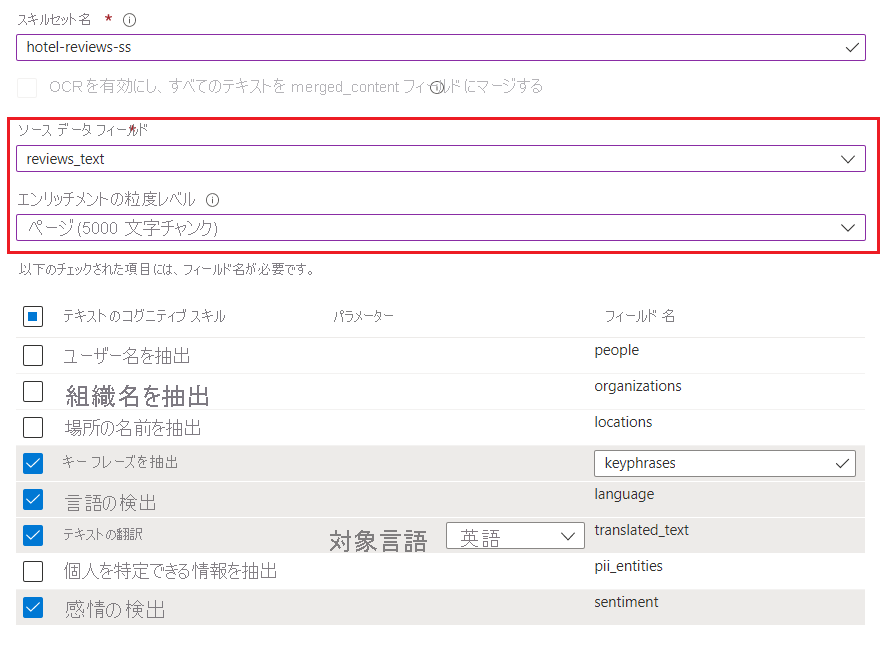 スキルセット名 *
hotel-reviews-ss
OCRを有効にし、すべてのテキストを merged_content フィールドにマージする
ソース データ フィールド *
reviews_text
エンリッチメントの粒度レベル
ページ (5000 文字チャンク)
以下のチェックされた項目には、フィールド名が必要です。
テキストのコグニティブ スキル パラメーター フィールド 名
ユーザー名を抽出 people
組織名を抽出 organizations
場所の名前を抽出 locations
キー フレーズを抽出 keyphrases
言語の検出 language
テキストの翻訳 対象言語 英語 translated_text
個人を特定できる情報を抽出 pii_entities
感情の検出 sentiment